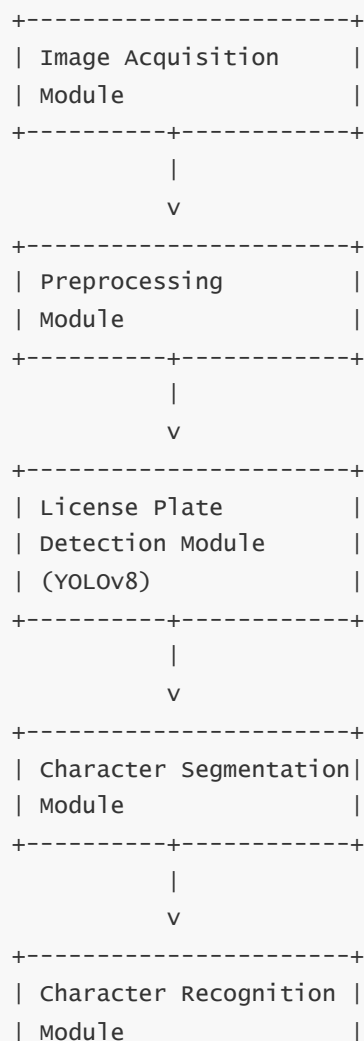 +-----------------------+
| Image Acquisition     |
| Module                |
+----------+------------+
           |
           v
+-----------------------+
| Preprocessing         |
| Module                |
+----------+------------+
           |
           v
+-----------------------+
| License Plate         |
| Detection Module      |
| (YOLOv8)              |
+----------+------------+
           |
           v
+-----------------------+
| Character Segmentation|
| Module                |
+----------+------------+
           |
           v
+-----------------------+
| Character Recognition |
| Module                |